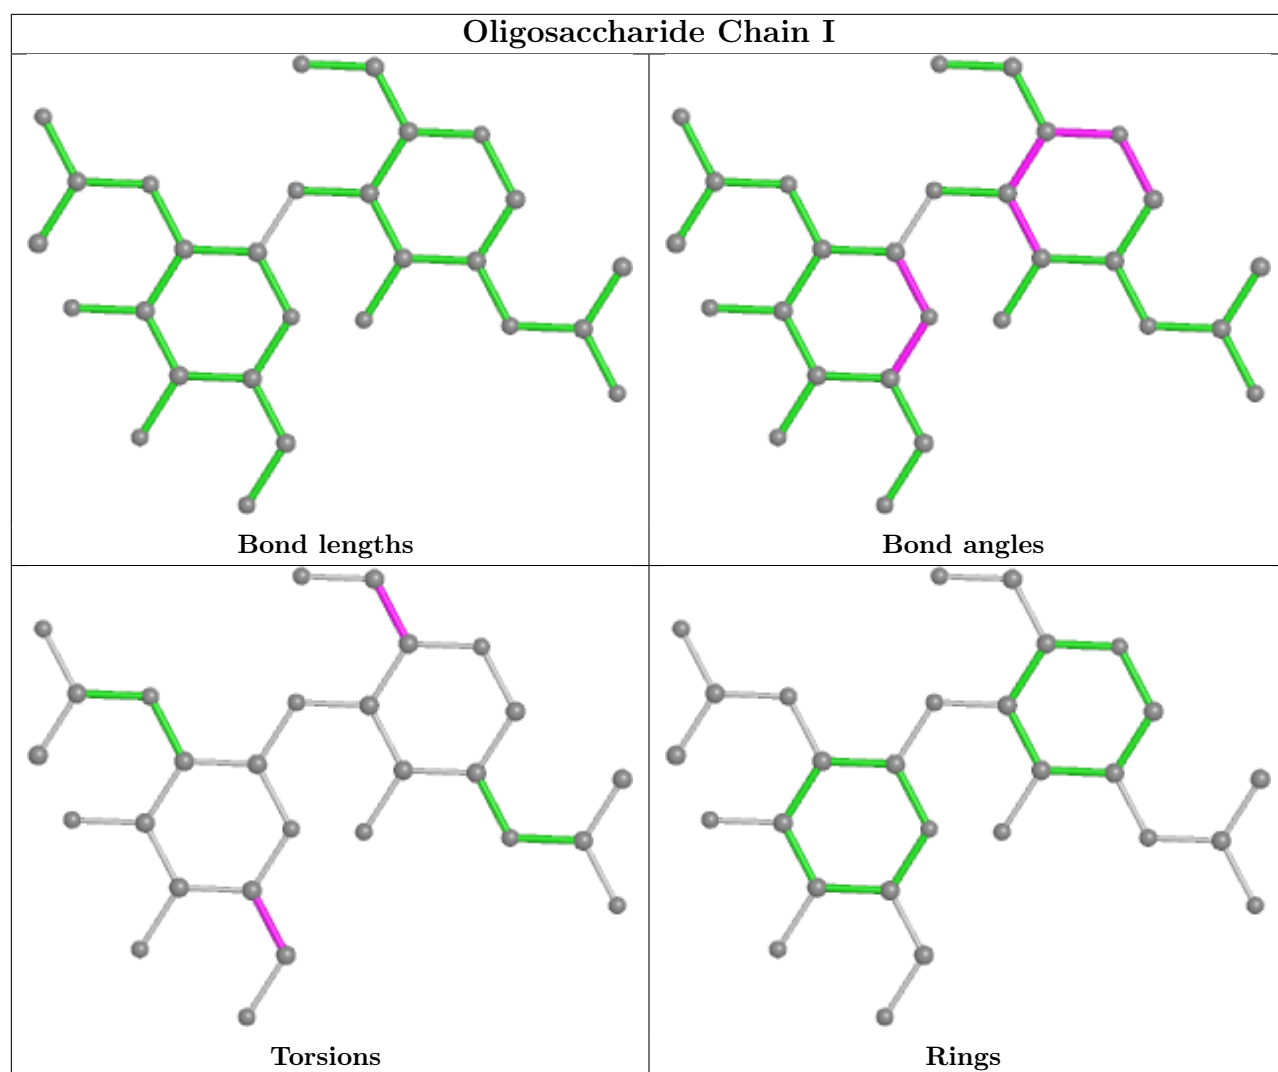 Oligosaccharide Chain I
Bond lengths
Bond angles
Torsions
Rings